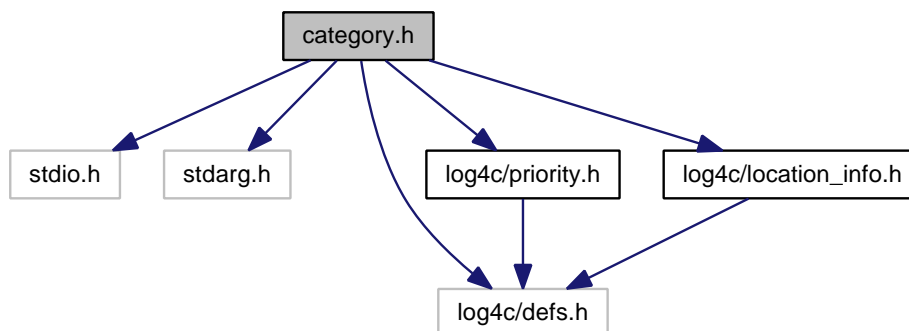 category.h
stdio.h
stdarg.h
log4c/priority.h
log4c/location_info.h
log4c/defs.h